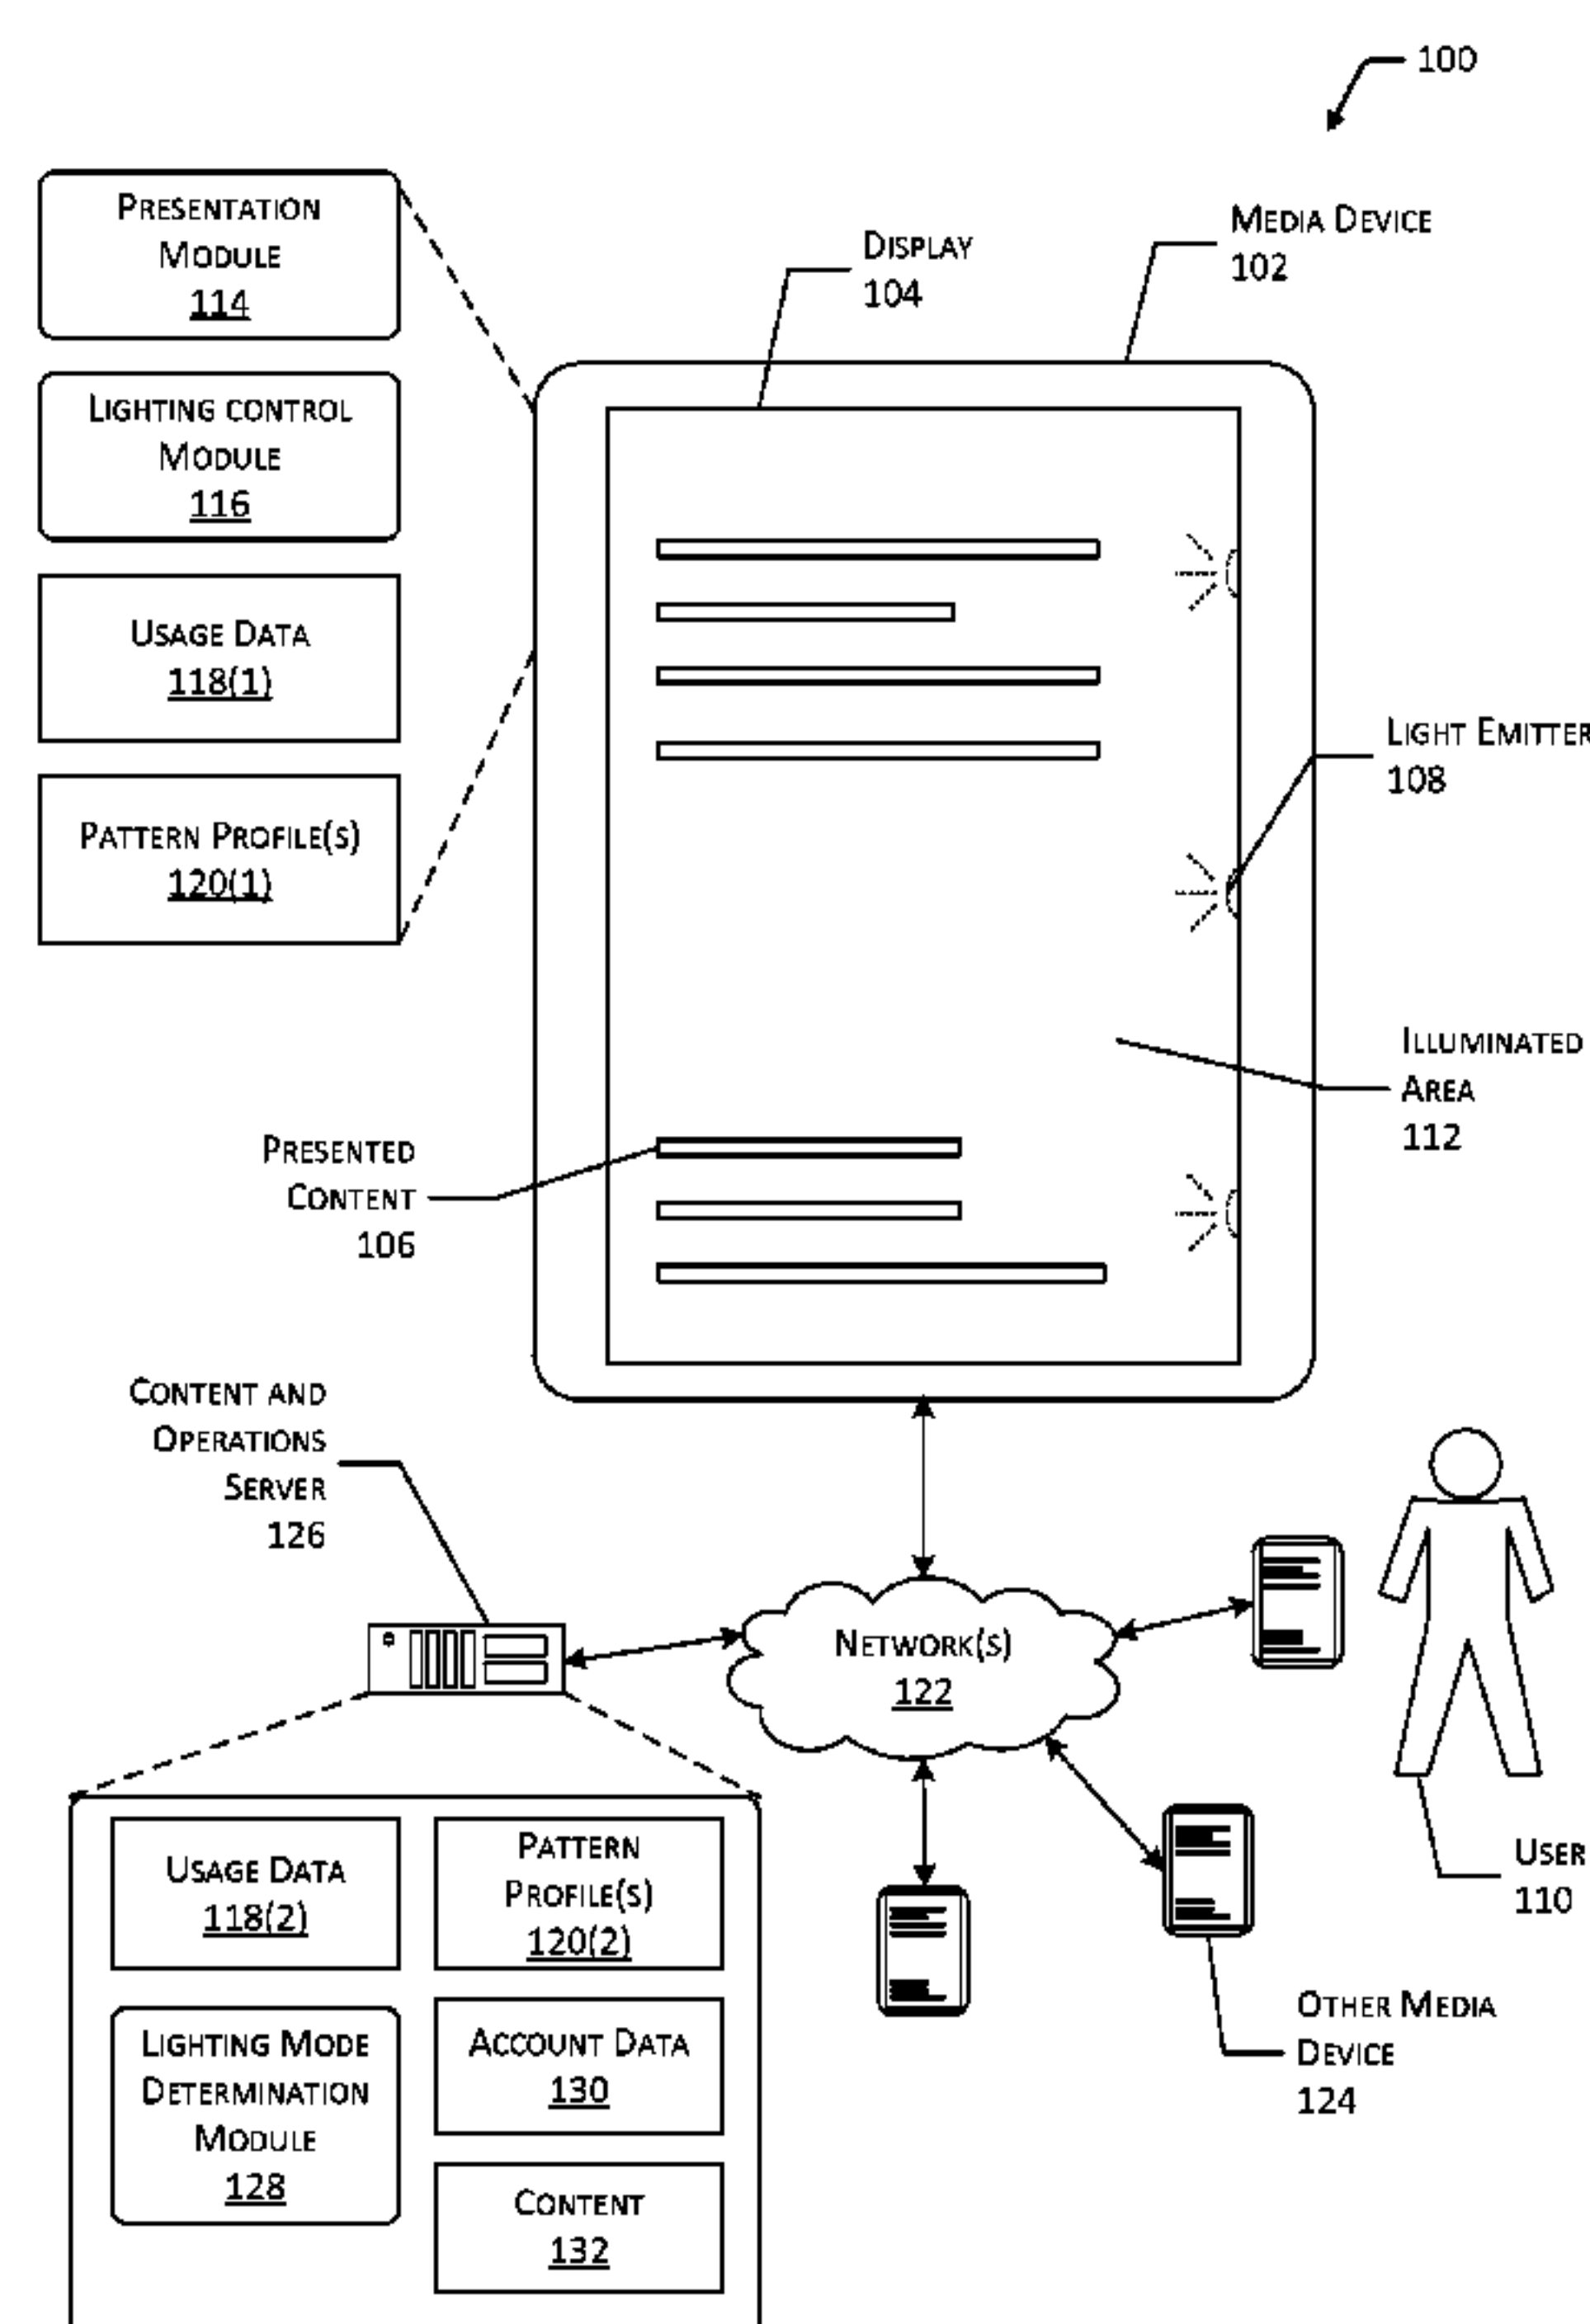 100
PRESENTATION
MODULE
114
LIGHTING CONTROL
MODULE
116
USAGE DATA
118(1)
PATTERN PROFILE(S)
120(1)
DISPLAY
104
MEDIA DEVICE
102
LIGHT EMITTER
108
ILLUMINATED
AREA
112
PRESENTED
CONTENT
106
CONTENT AND
OPERATIONS
SERVER
126
NETWORK(S)
122
USER
110
OTHER MEDIA
DEVICE
124
USAGE DATA
118(2)
PATTERN
PROFILE(S)
120(2)
LIGHTING MODE
DETERMINATION
MODULE
128
ACCOUNT DATA
130
CONTENT
132